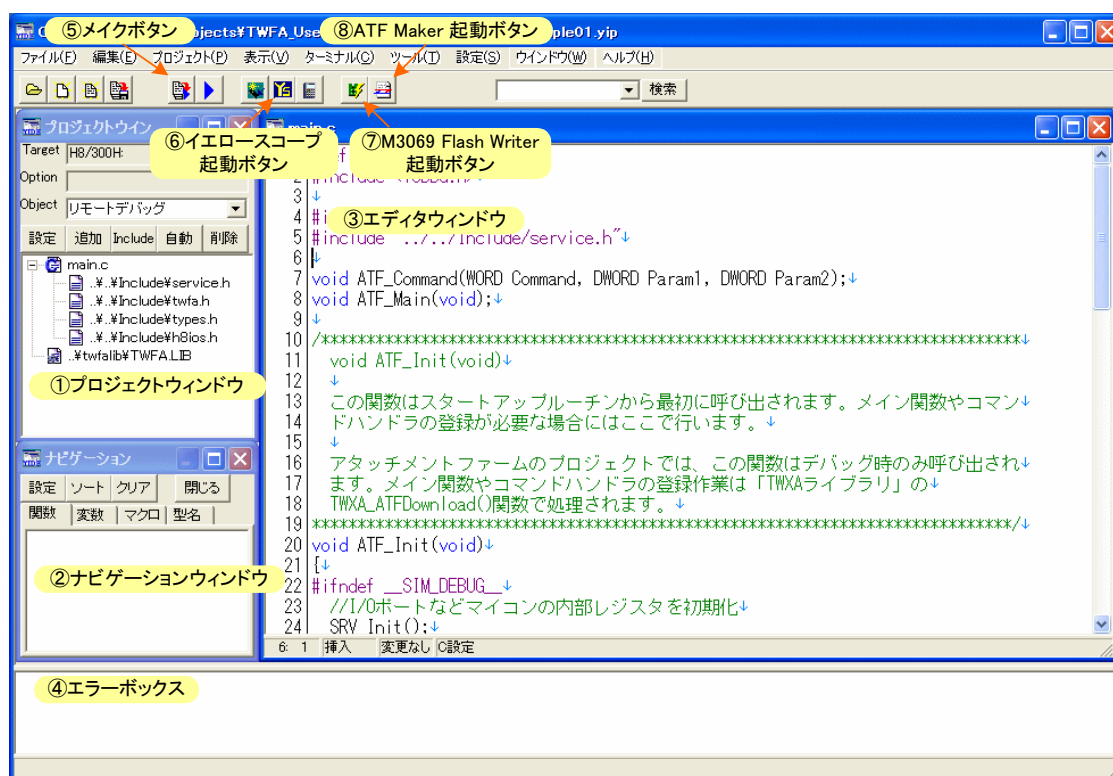 ⑤メイクボタン
jects¥TWFA_Use
⑧ATF Maker 起動ボタン
ple01.yip
ファイル(F) 編集(E) プロジェクト(P) 表示(V) ターミナル(C) ツール(T) 設定(S) ウインドウ(W) ヘルプ(H)
検索
プロジェクトウイン
⑥イエロースコープ
起動ボタン
⑦M3069 Flash Writer
起動ボタン
Target H8/300H:
Option
Object リモートデバッグ
設定 追加 Include 自動 削除
main.c
..¥..¥Include¥service.h
..¥..¥Include¥twfa.h
..¥..¥Include¥types.h
..¥..¥Include¥h8ios.h
..¥twfalib¥TWFA.LIB
①プロジェクトウィンドウ
ナビゲーション
設定 ソート クリア 閉じる
関数 変数 マクロ 型名
②ナビゲーションウィンドウ
3 ↓
4 #i
③エディタウィンドウ
5 #include "../../Include/service.h"↓
6 ↓
7 void ATF_Command(WORD Command, DWORD Param1, DWORD Param2);↓
8 void ATF_Main(void);↓
9 ↓
10 /******************************************************************************↓
11 void ATF_Init(void)↓
12 ↓
13 この関数はスタートアップルーチンから最初に呼び出されます。メイン関数やコマン↓
14 ドハンドラの登録が必要な場合にはここで行います。↓
15 ↓
16 アタッチメントファームのプロジェクトでは、この関数はデバッグ時のみ呼び出され↓
17 ます。メイン関数やコマンドハンドラの登録作業は「TWXAライブラリ」の↓
18 TWXA_ATFDownload()関数で処理されます。↓
19 ******************************************************************************/↓
20 void ATF_Init(void)↓
21 {↓
22 #ifndef __SIM_DEBUG__↓
23 //I/Oポートなどマイコンの内部レジスタを初期化↓
24 SRV_Init();↓
6: 1 挿入 変更なし C設定
④エラーボックス